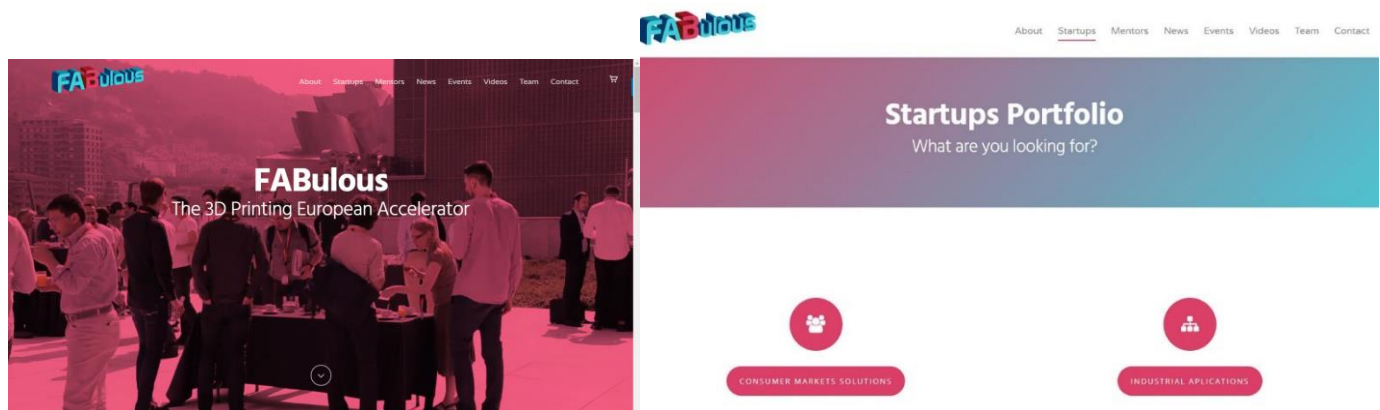 FABulous
About Startups Mentors News Events Videos Team Contact
FABulous
The 3D Printing European Accelerator
FABulous
About Startups Mentors News Events Videos Team Contact
Startups Portfolio
What are you looking for?
CONSUMER MARKETS SOLUTIONS
INDUSTRIAL APLICATIONS